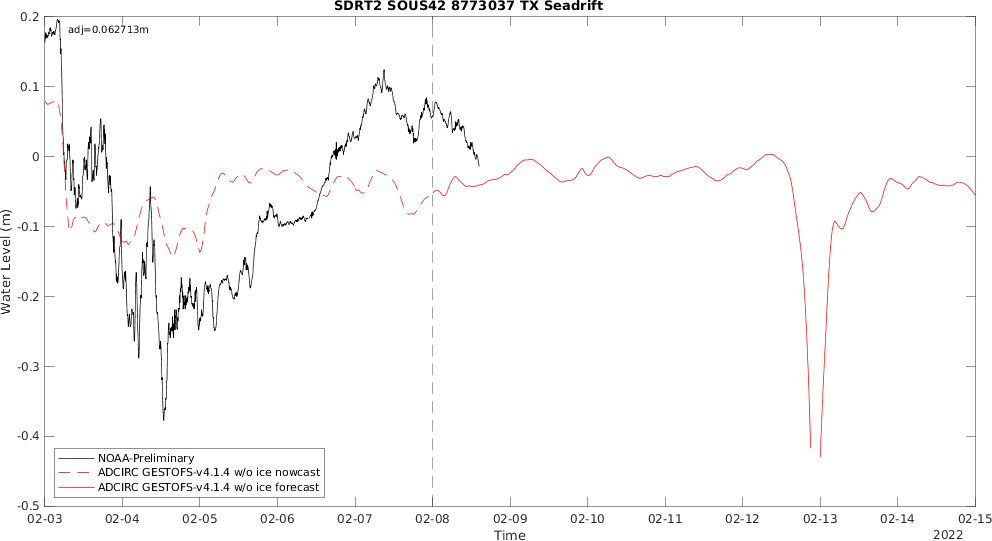 SDRT2 SOUS42 8773037 TX Seadrift
adj=0.062713m
0.2
0.1
0
-0.1
-0.2
-0.3
-0.4
-0.5
Water Level (m)
NOAA-Preliminary
ADCIRC GESTOFS-v4.1.4 w/o ice nowcast
ADCIRC GESTOFS-v4.1.4 w/o ice forecast
02-03 02-04 02-05 02-06 02-07 02-08 02-09 02-10 02-11 02-12 02-13 02-14 02-15
Time
2022